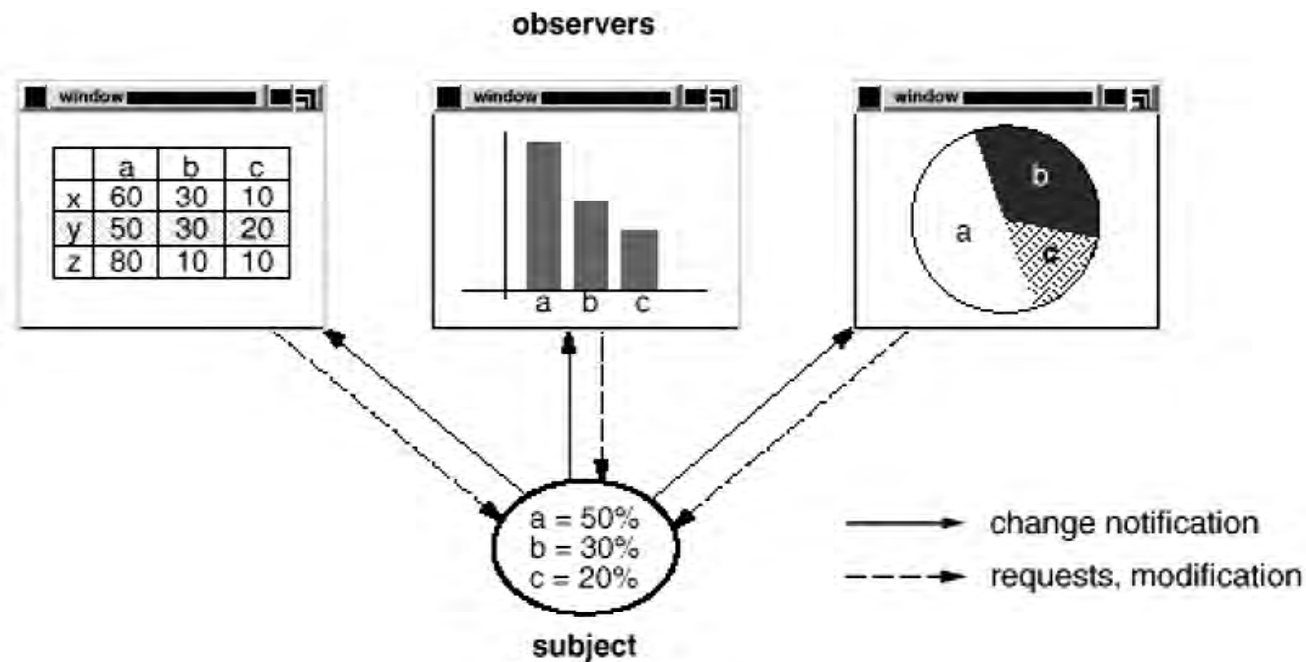 observers
window
a b c
x 60 30 10
y 50 30 20
z 80 10 10
window
a b c
window
b
a
c
a = 50%
b = 30%
c = 20%
subject
change notification
requests, modification